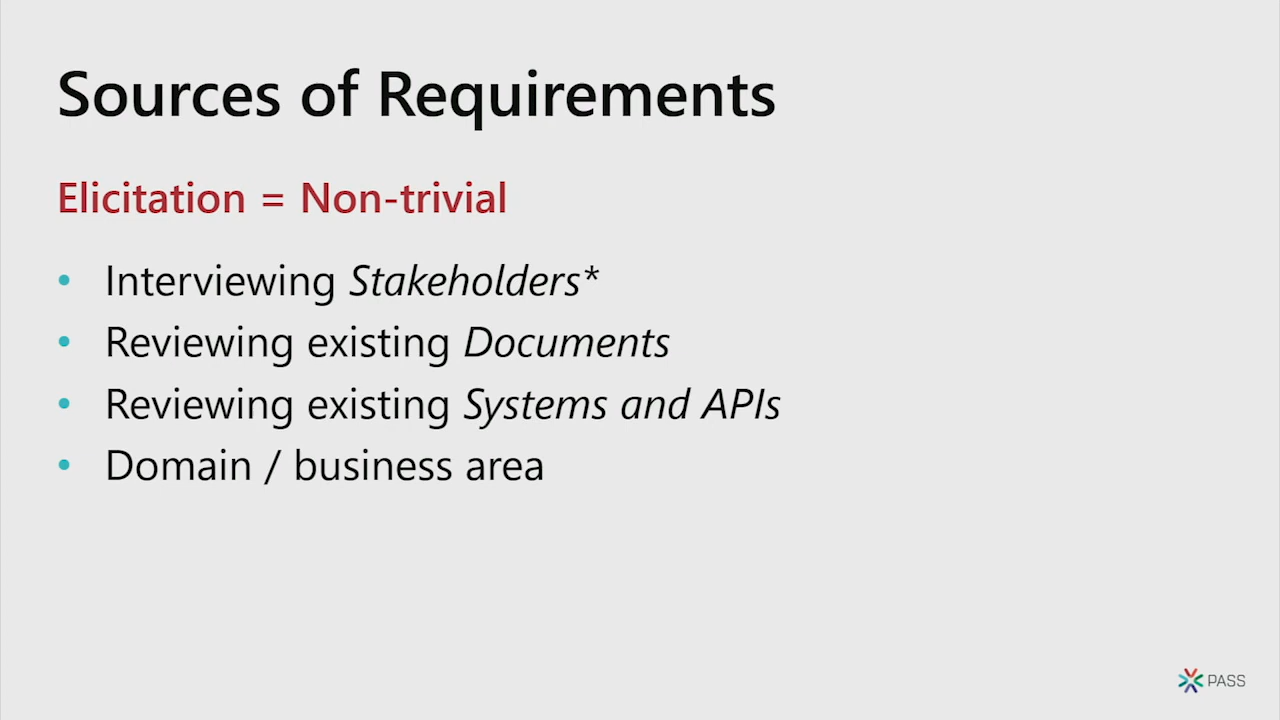 Sources of Requirements
Elicitation = Non-trivial
• Interviewing Stakeholders*
• Reviewing existing Documents
• Reviewing existing Systems and APIs
• Domain / business area
PASS